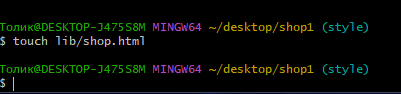 Толик@DESKTOP-J475S8M MINGW64 ~/desktop/shop1 (style)
$ touch lib/shop.html
Толик@DESKTOP-J475S8M MINGW64 ~/desktop/shop1 (style)
$